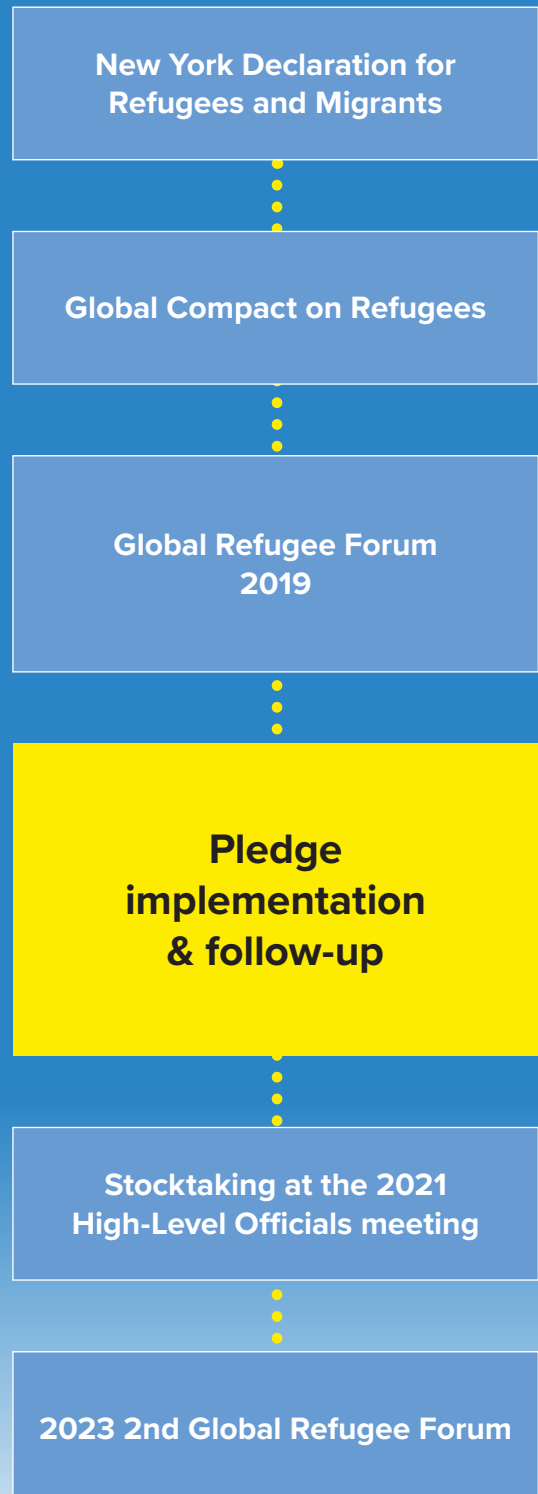 New York Declaration for
Refugees and Migrants
Global Compact on Refugees
Global Refugee Forum
2019
Pledge
implementation
& follow-up
Stocktaking at the 2021
High-Level Officials meeting
2023 2nd Global Refugee Forum